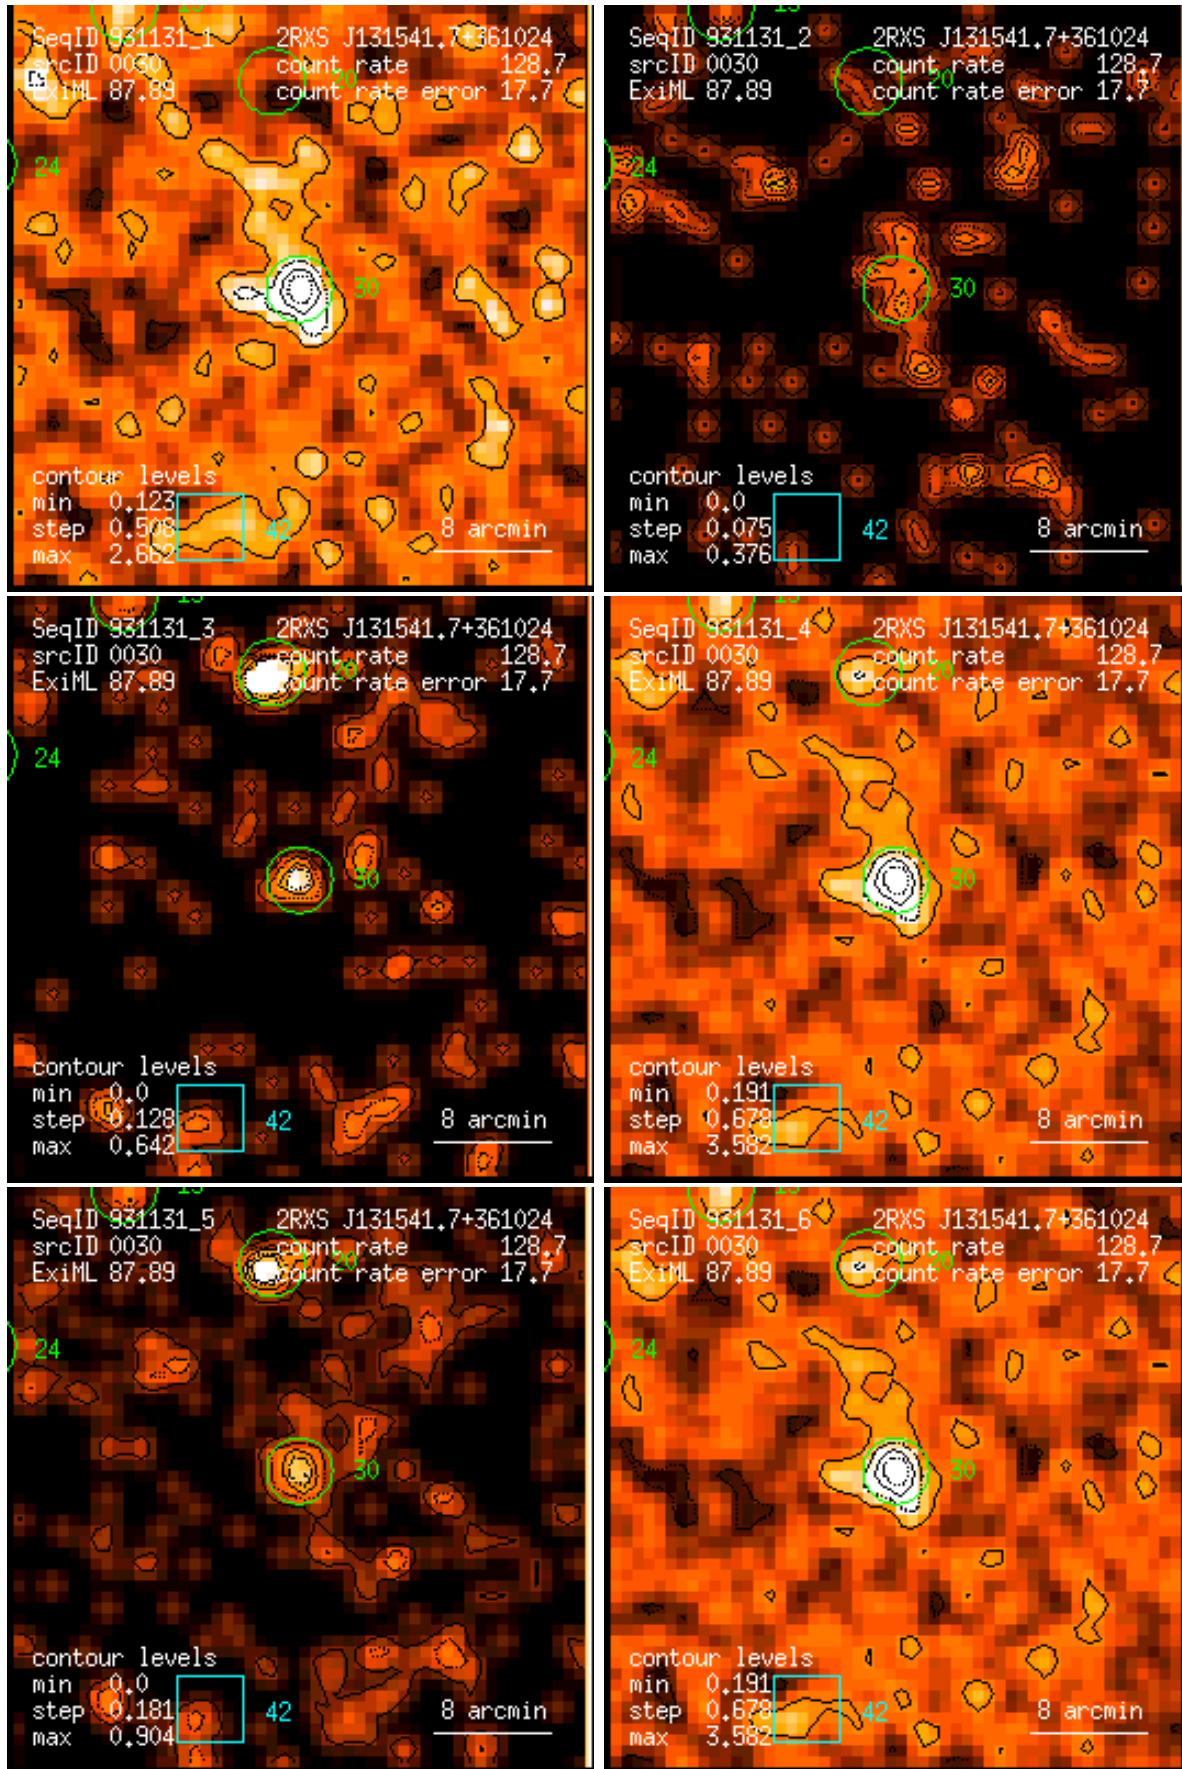 15
SeqID 931131_1 2RXS J131541.7+361024
srcID 0030 count rate 128.7
20
ExiML 87.89 count rate error 17.7
24
30
contour levels
min 0.123
step 0.508 42 8 arcmin
max 2.662
SeqID 931131_2 2RXS J131541.7+361024
srcID 0030 count rate 128.7
20
ExiML 87.89 count rate error 17.7
24
30
contour levels
min 0.0
step 0.075 42 8 arcmin
max 0.376
15
SeqID 931131_3 2RXS J131541.7+361024
srcID 0030 count rate 128.7
20
ExiML 87.89 count rate error 17.7
24
30
contour levels
min 0.0
step 0.128 42 8 arcmin
max 0.642
SeqID 931131_4 2RXS J131541.7+361024
srcID 0030 count rate 128.7
20
ExiML 87.89 count rate error 17.7
24
30
contour levels
min 0.191
step 0.678 42 8 arcmin
max 3.582
15
SeqID 931131_5 2RXS J131541.7+361024
srcID 0030 count rate 128.7
20
ExiML 87.89 count rate error 17.7
24
30
contour levels
min 0.0
step 0.181 42 8 arcmin
max 0.904
SeqID 931131_6 2RXS J131541.7+361024
srcID 0030 count rate 128.7
20
ExiML 87.89 count rate error 17.7
24
30
contour levels
min 0.191
step 0.678 42 8 arcmin
max 3.582